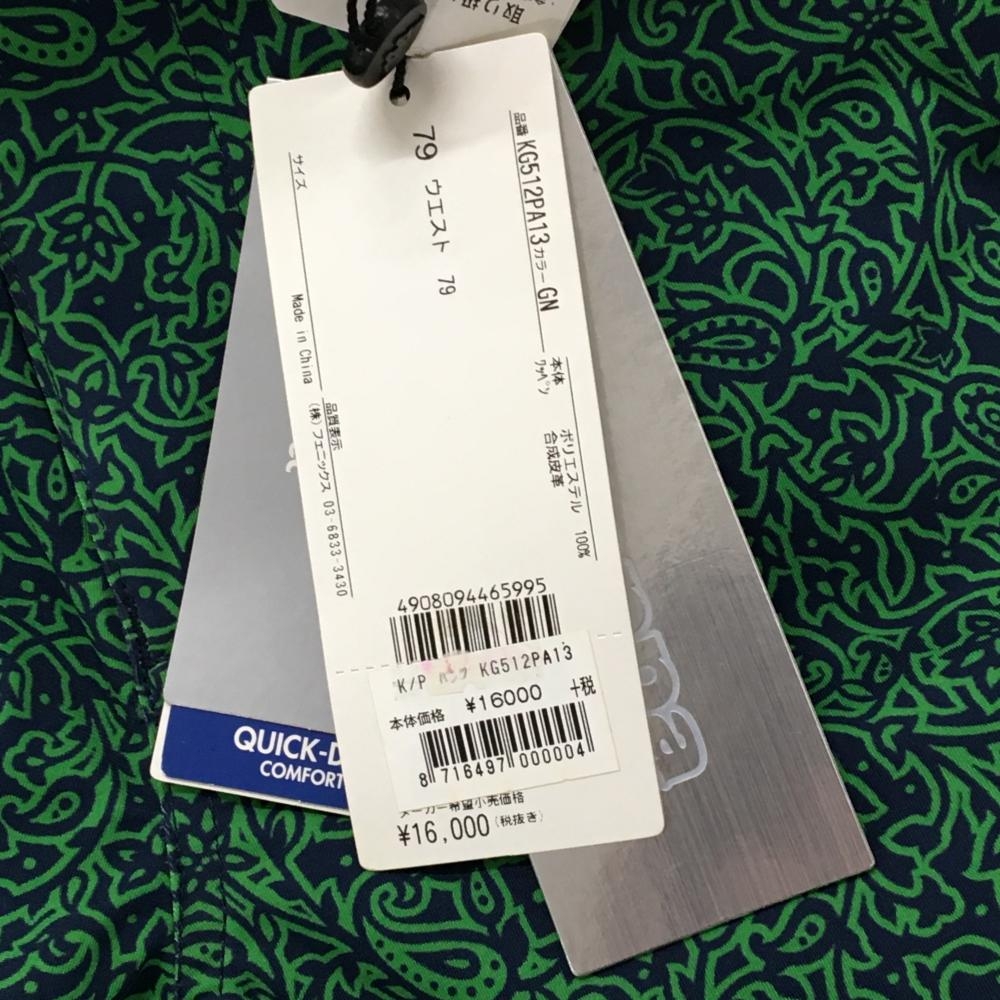 取り扱
品番 KG512PA13 カラー GN
本体 ポリエステル 100%
ワッペン 合成皮革
79 ウエスト 79
サイズ
Made in China
品質表示
(株)フェニックス 03-6833-3430
4908094465995
K/P パンツ KG512PA13
本体価格 ¥16000 +税
8 716497 000004
メーカー希望小売価格
¥16,000 (税抜き)
QUICK-D
COMFORT